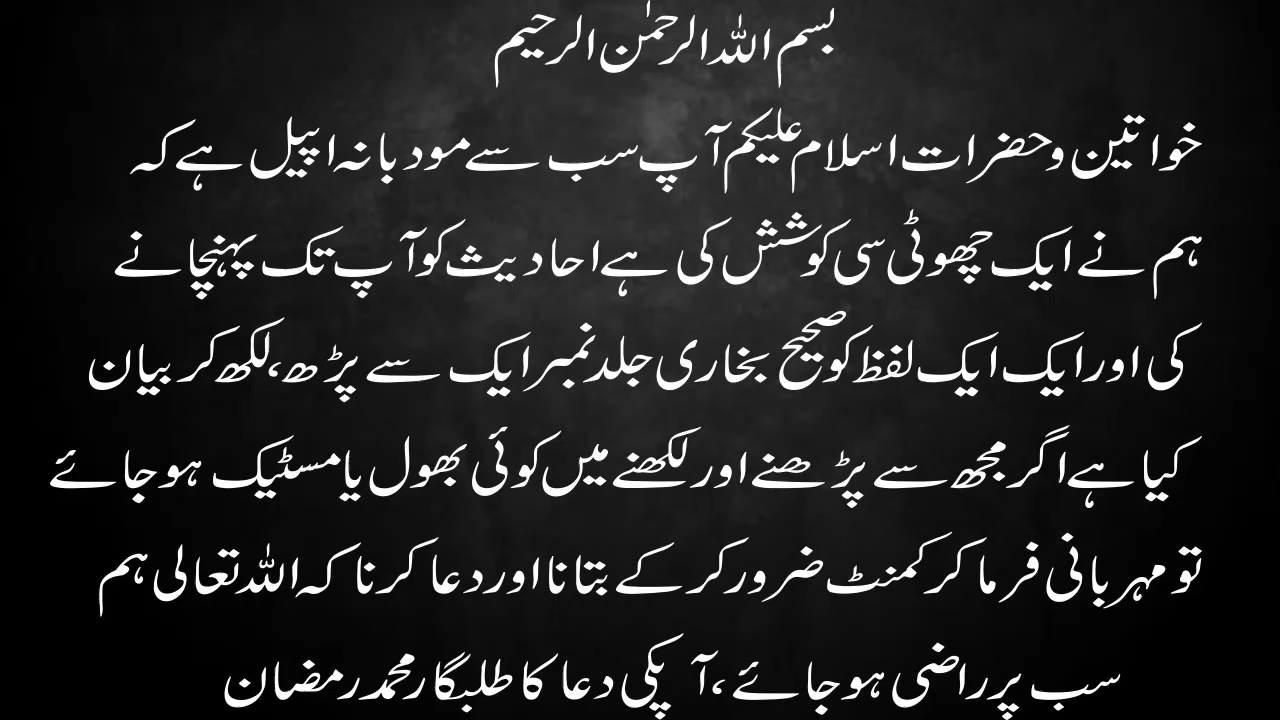 بسم اللہ الرحمٰن الرحیم
خواتین و حضرات اسلام علیکم آپ سب سے مودبانہ اپیل ہے کہ
ہم نے ایک چھوٹی سی کوشش کی ہے احادیث کو آپ تک پہنچانے
کی اور ایک ایک لفظ کو صحیح بخاری جلد نمبر ایک سے پڑھ،لکھ کر بیان
کیا ہے اگر مجھ سے پڑھنے اور لکھنے میں کوئی بھول یا مسٹیک ہو جائے
تو مہربانی فرما کر کمنٹ ضرور کر کے بتانا اور دعا کرنا کہ اللہ تعالی ہم
سب پر راضی ہو جائے ،آ پکی دعا کا طلبگار محمد رمضان